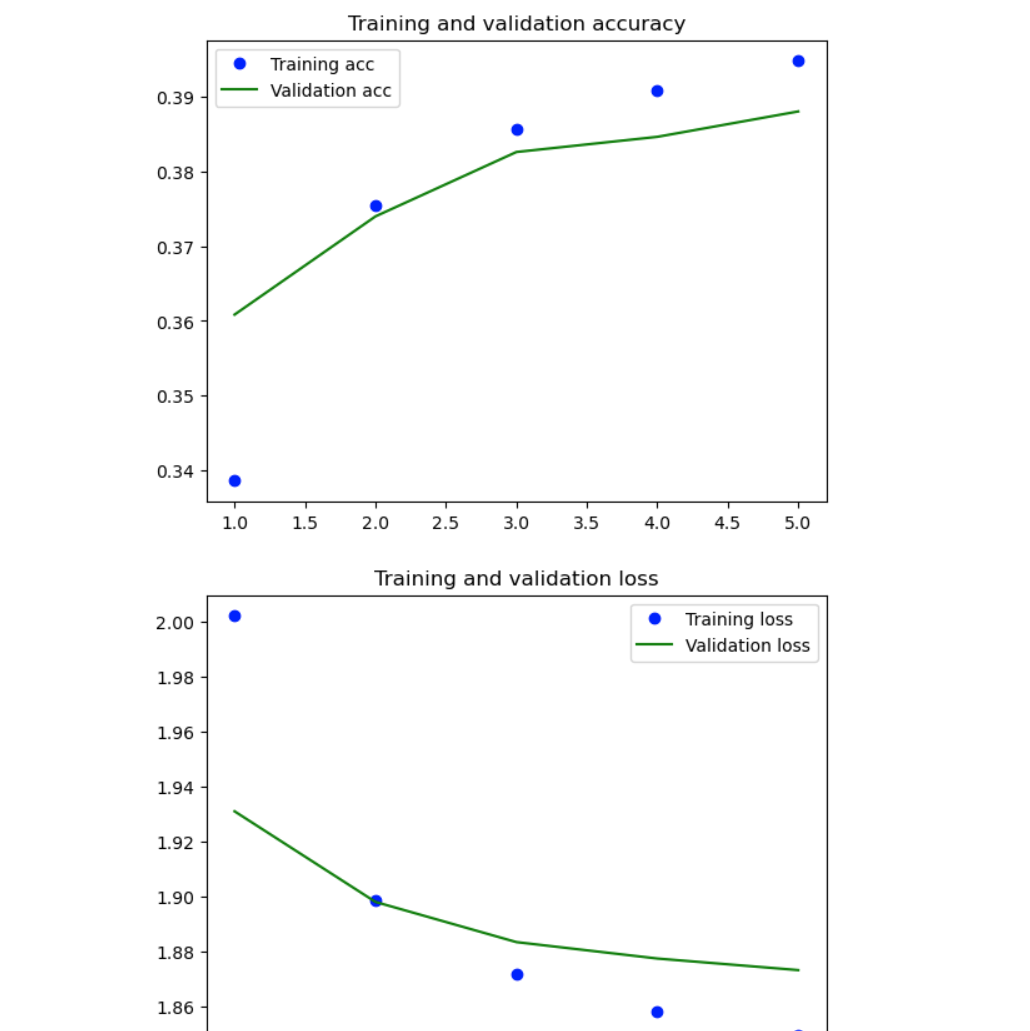 Training and validation accuracy
Training acc
Validation acc
0.39
0.38
0.37
0.36
0.35
0.34
1.0 1.5 2.0 2.5 3.0 3.5 4.0 4.5 5.0
Training and validation loss
Training loss
Validation loss
2.00
1.98
1.96
1.94
1.92
1.90
1.88
1.86